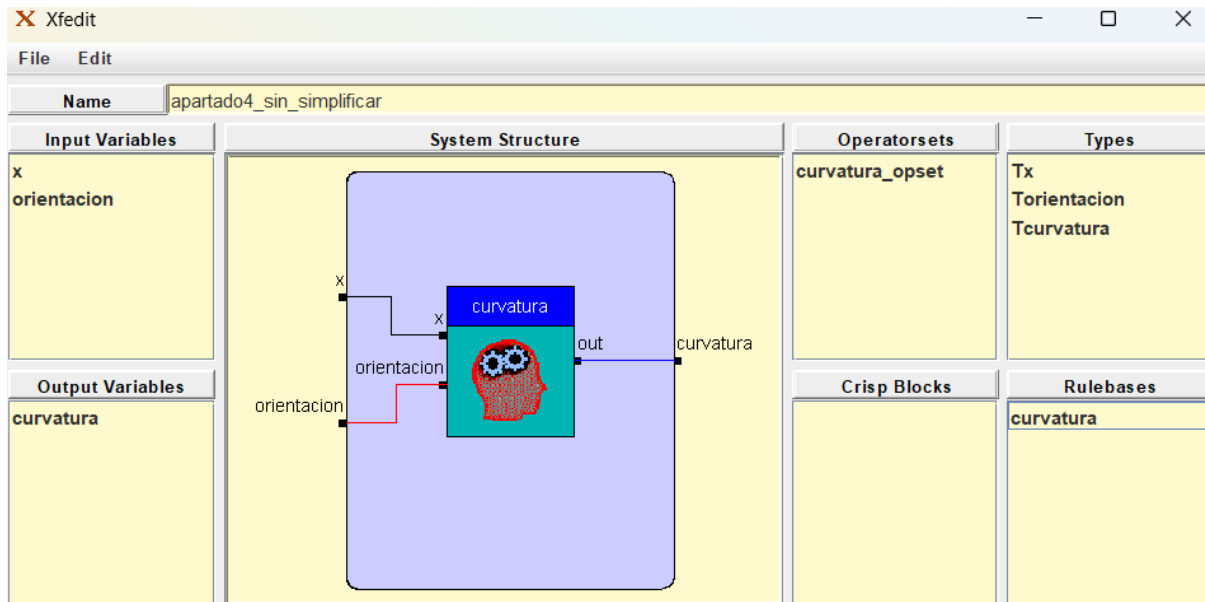 Xfedit
File Edit
Name apartado4_sin_simplificar
Input Variables
x
orientacion
System Structure
x
x
curvatura
orientacion
out
curvatura
orientacion
Operatorsets
curvatura_opset
Types
Tx
Torientacion
Tcurvatura
Output Variables
curvatura
Crisp Blocks
Rulebases
curvatura